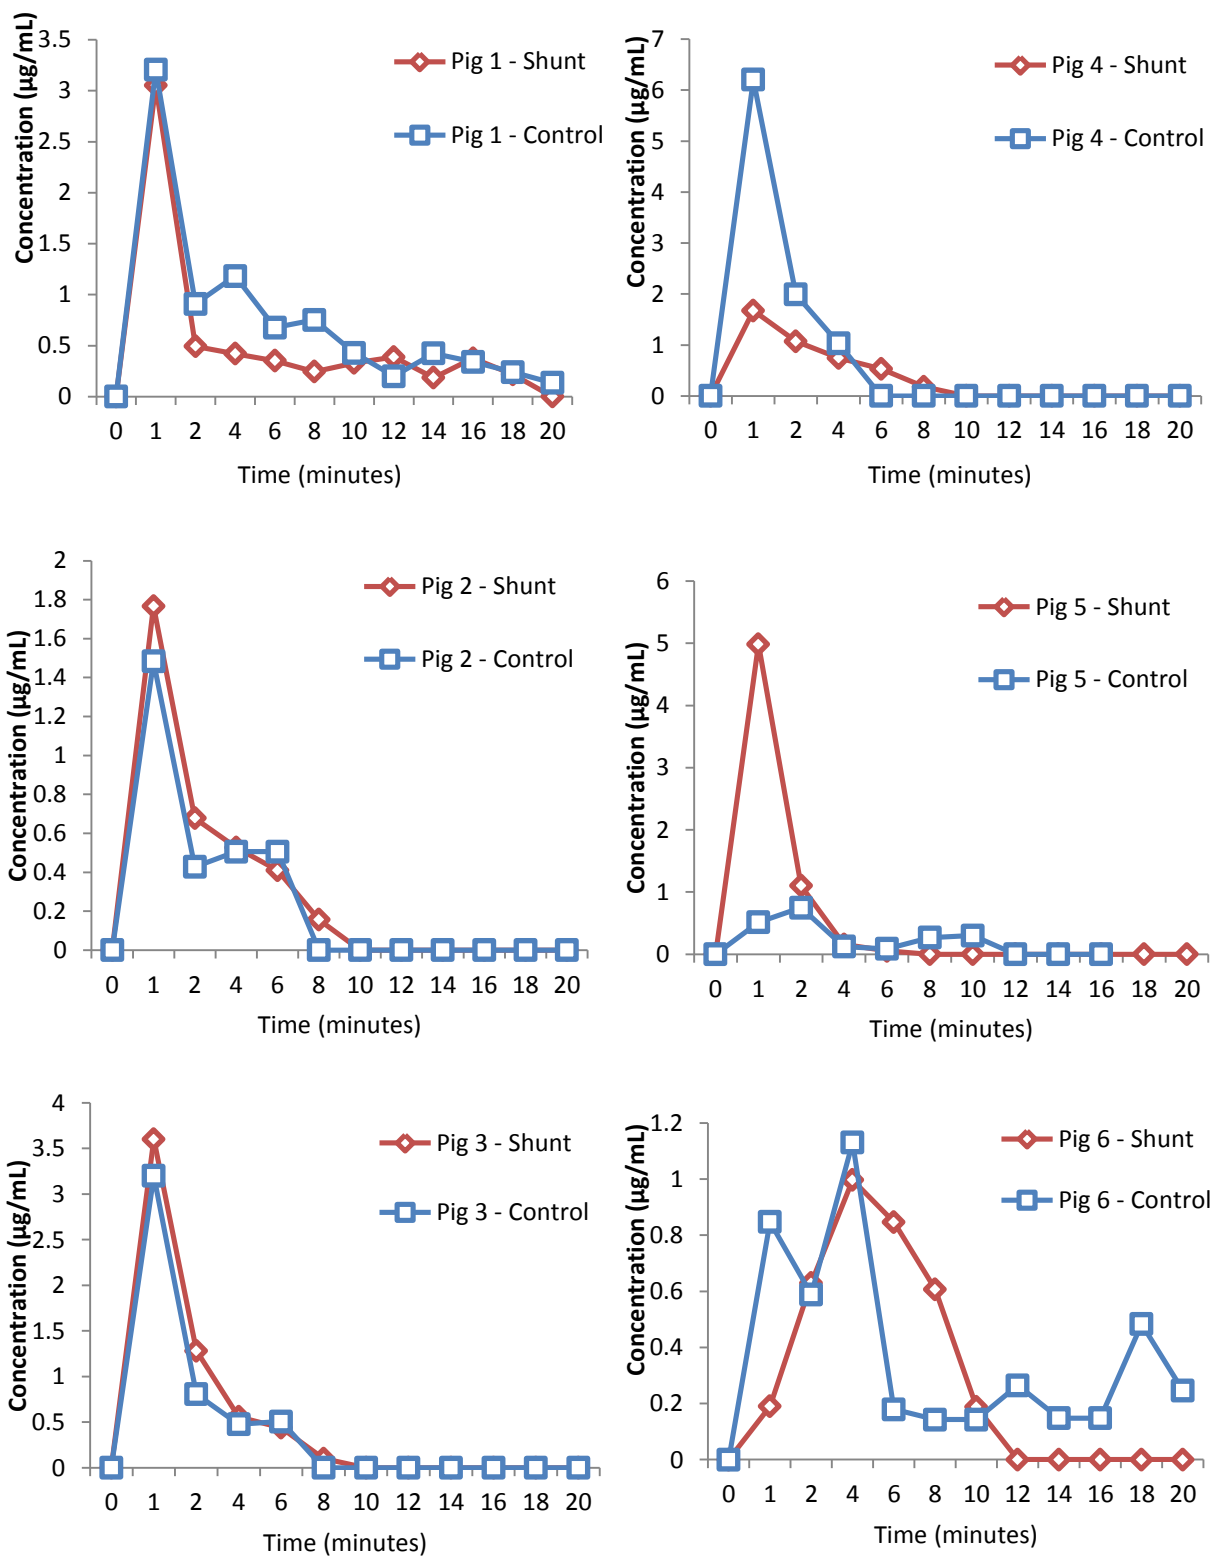 Concentration (µg/mL)
3.5
3
2.5
2
1.5
1
0.5
0
0 1 2 4 6 8 10 12 14 16 18 20
Time (minutes)
Pig 1 - Shunt
Pig 1 - Control
Concentration (µg/mL)
7
6
5
4
3
2
1
0
0 1 2 4 6 8 10 12 14 16 18 20
Time (minutes)
Pig 4 - Shunt
Pig 4 - Control
Concentration (µg/mL)
2
1.8
1.6
1.4
1.2
1
0.8
0.6
0.4
0.2
0
0 1 2 4 6 8 10 12 14 16 18 20
Time (minutes)
Pig 2 - Shunt
Pig 2 - Control
Concentration (µg/mL)
6
5
4
3
2
1
0
0 1 2 4 6 8 10 12 14 16 18 20
Time (minutes)
Pig 5 - Shunt
Pig 5 - Control
Concentration (µg/mL)
4
3.5
3
2.5
2
1.5
1
0.5
0
0 1 2 4 6 8 10 12 14 16 18 20
Time (minutes)
Pig 3 - Shunt
Pig 3 - Control
Concentration (µg/mL)
1.2
1
0.8
0.6
0.4
0.2
0
0 1 2 4 6 8 10 12 14 16 18 20
Time (minutes)
Pig 6 - Shunt
Pig 6 - Control